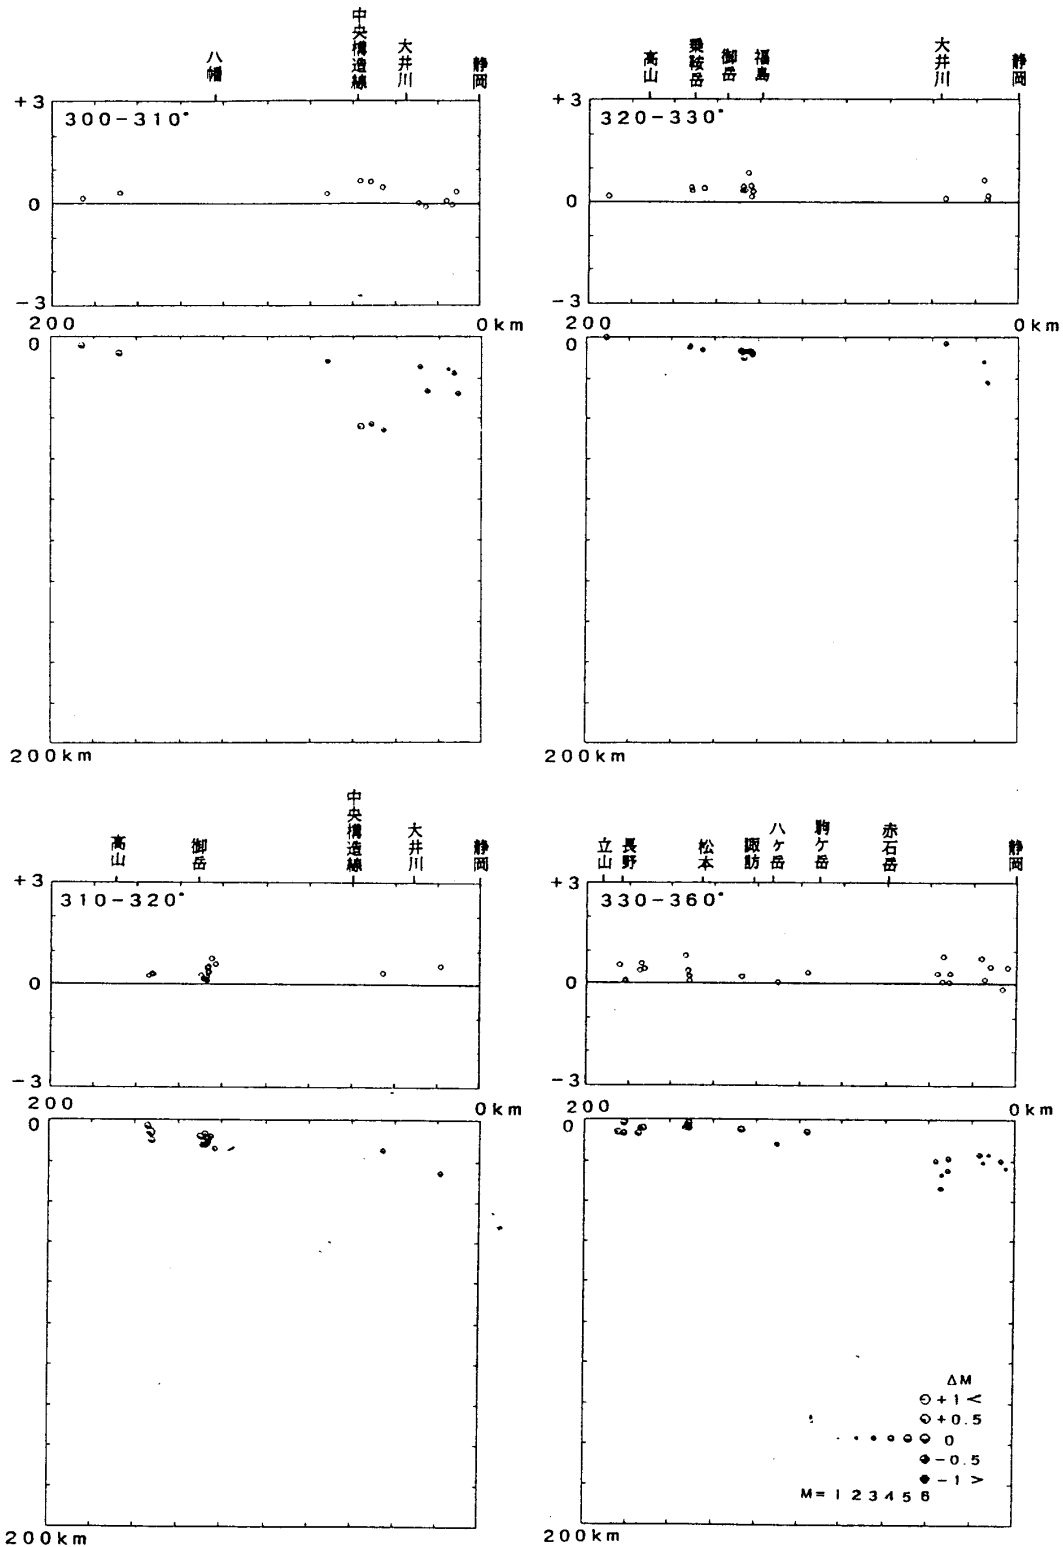 八幡
中央構造線
大井川
静岡
+3
300-310°
0
-3
200
0km
0
200km
高山
乗鞍岳
御岳
福島
大井川
静岡
+3
320-330°
0
-3
200
0km
0
200km
高山
御岳
中央構造線
大井川
静岡
+3
310-320°
0
-3
200
0km
0
200km
立山
長野
松本
諏訪
八ケ岳
駒ケ岳
赤石岳
静岡
+3
330-360°
0
-3
200
0km
0
ΔM
+1<
+0.5
0
-0.5
-1>
M= 1 2 3 4 5 6
200km